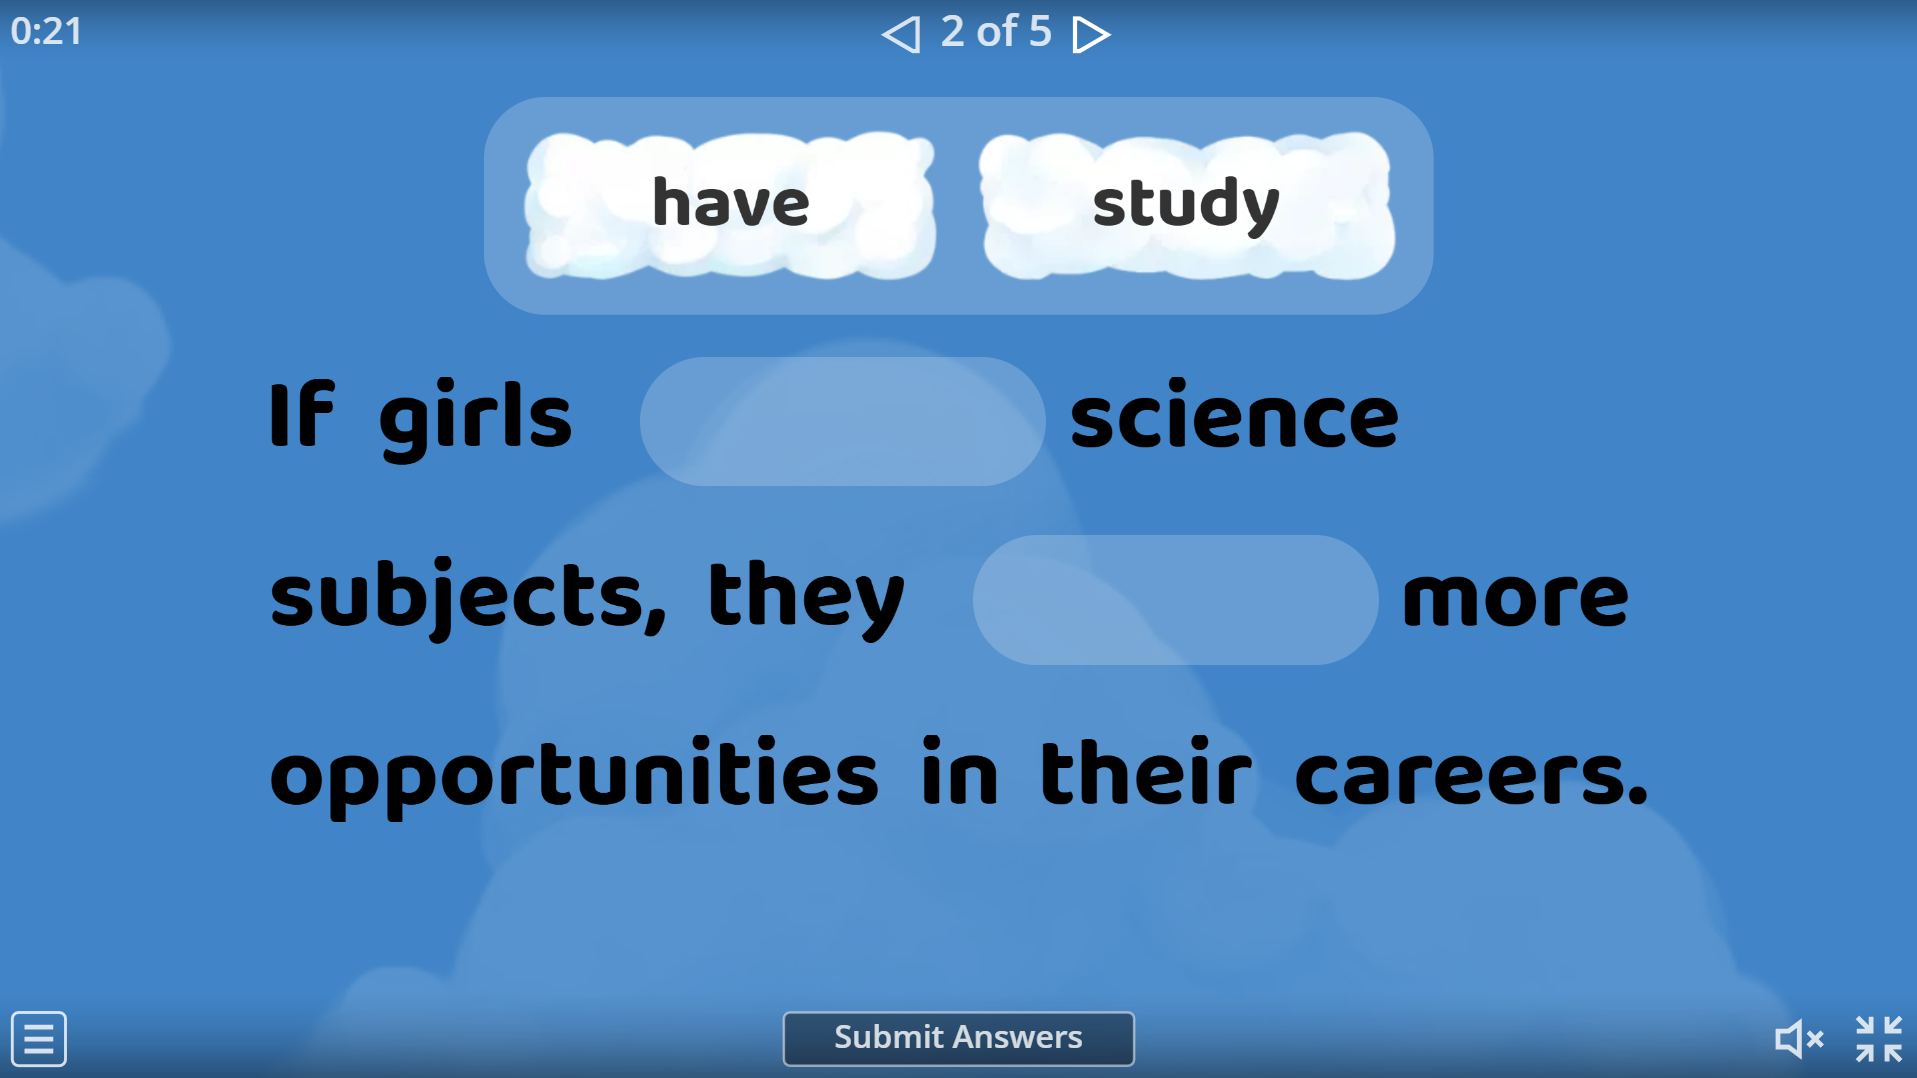 0:21
2 of 5
have study
If girls science
subjects, they more
opportunities in their careers.
Submit Answers